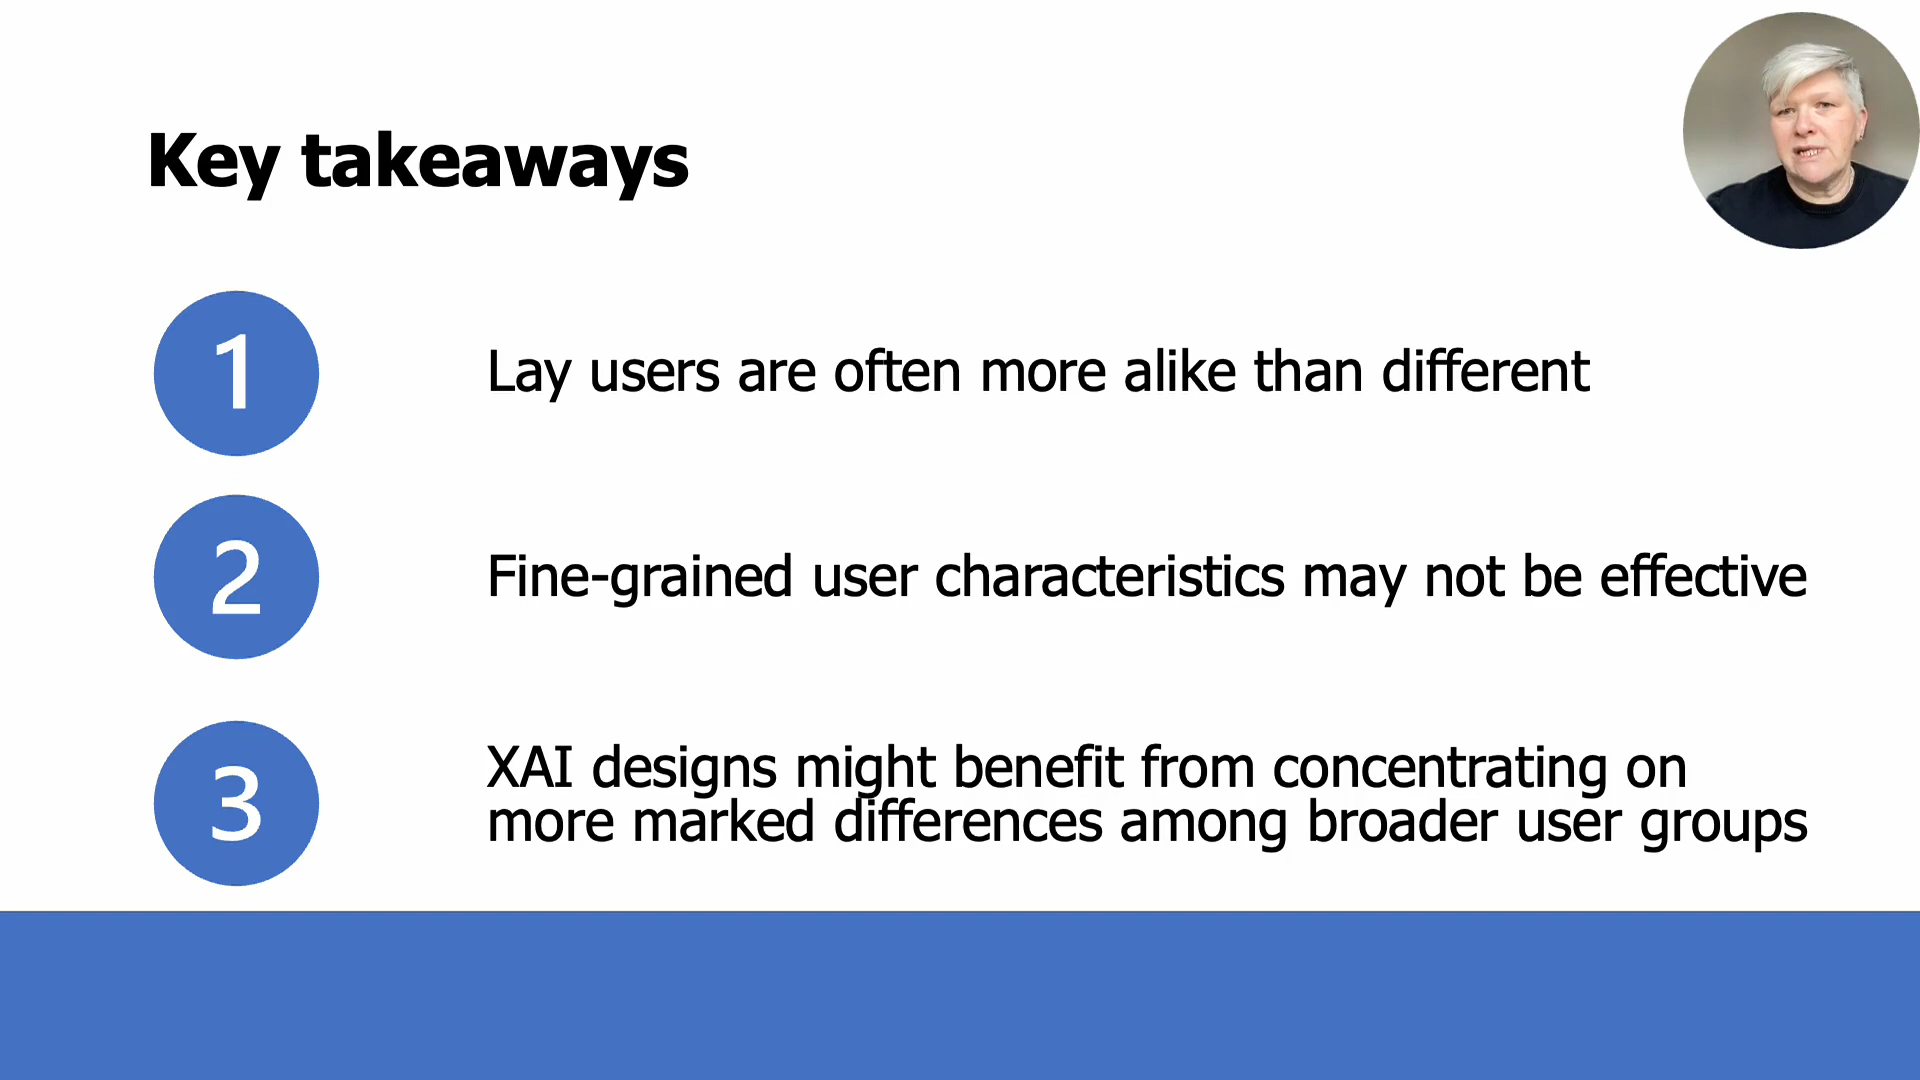 Key takeaways
1
Lay users are often more alike than different
2
Fine-grained user characteristics may not be effective
3
XAI designs might benefit from concentrating on
more marked differences among broader user groups